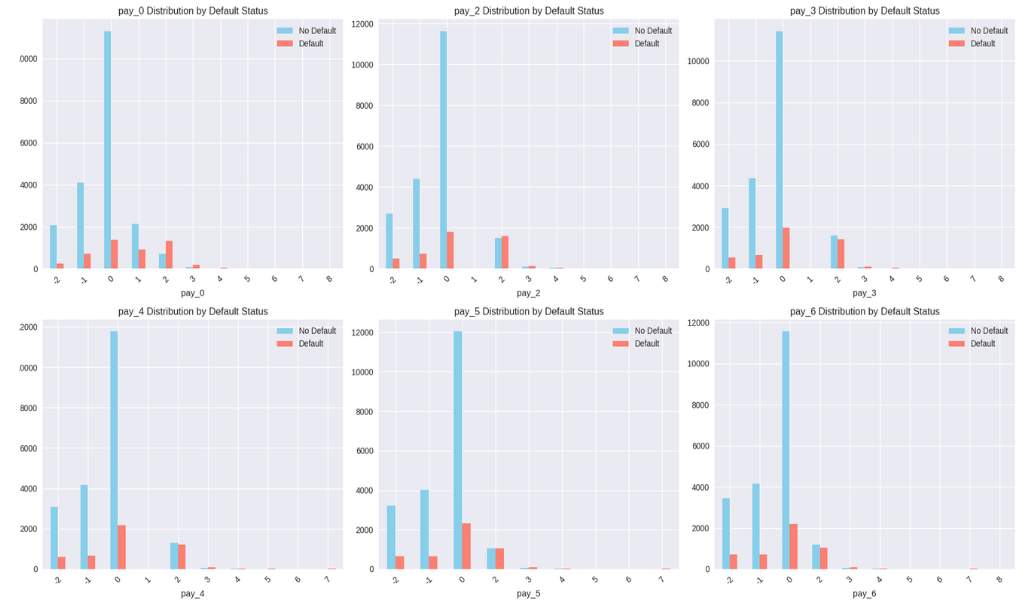 pay_0 Distribution by Default Status
No Default
Default
0000
8000
6000
4000
2000
0
-2 -1 0 1 2 3 4 5 6 7 8
pay_0
pay_2 Distribution by Default Status
No Default
Default
12000
10000
8000
6000
4000
2000
0
-2 -1 0 1 2 3 4 5 6 7 8
pay_2
pay_3 Distribution by Default Status
No Default
Default
10000
8000
6000
4000
2000
0
-2 -1 0 1 2 3 4 5 6 7 8
pay_3
pay_4 Distribution by Default Status
No Default
Default
2000
0000
8000
6000
4000
2000
0
-2 -1 0 1 2 3 4 5 6 7
pay_4
pay_5 Distribution by Default Status
No Default
Default
12000
10000
8000
6000
4000
2000
0
-2 -1 0 2 3 4 5 6 7
pay_5
pay_6 Distribution by Default Status
No Default
Default
12000
10000
8000
6000
4000
2000
0
-2 -1 0 2 3 4 5 6 7 8
pay_6